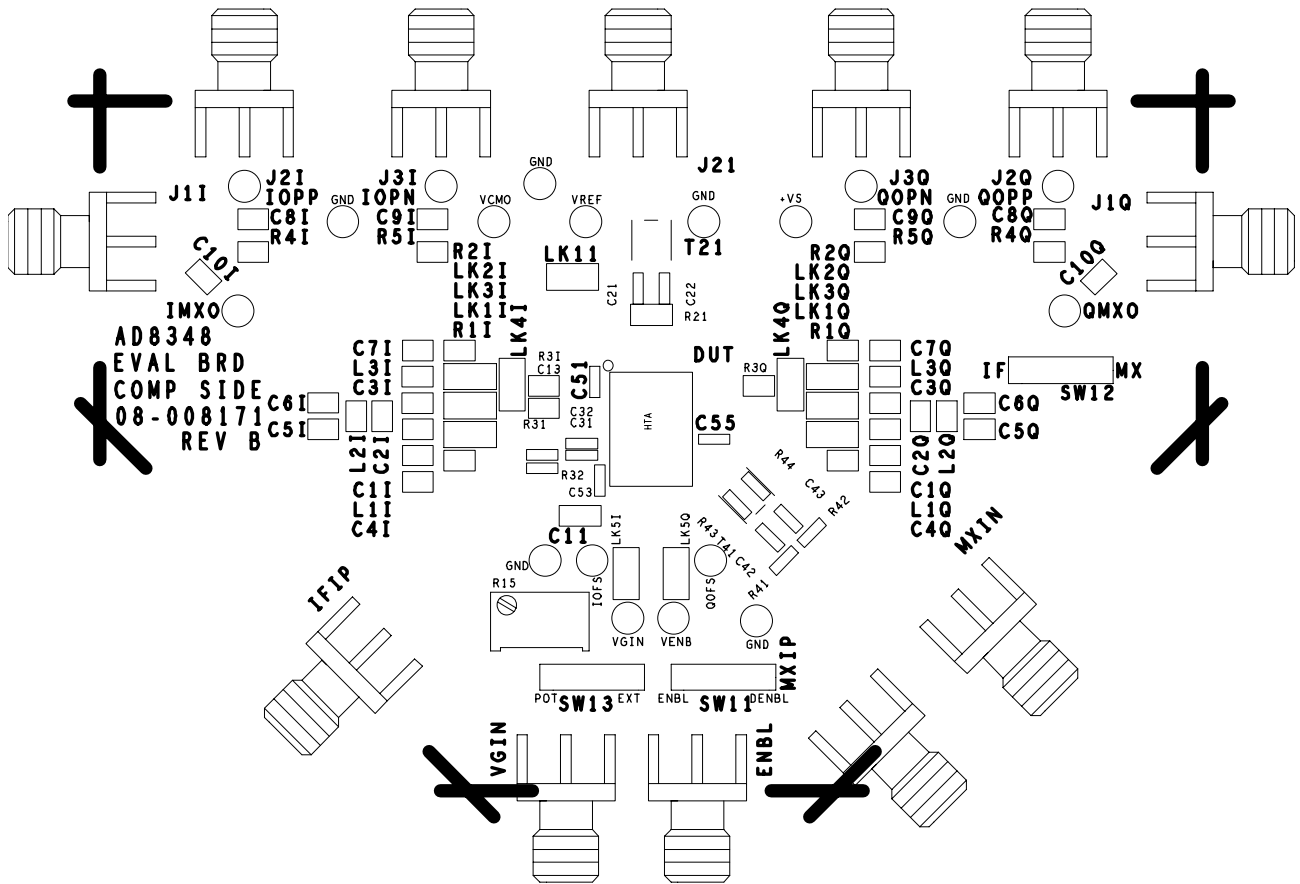 J21
J1I
J2I
IOPP
C8I
R4I
C10I
IMXO
GND
J3I
IOPN
C9I
R5I
GND
VCMO
VREF
GND
T21
+VS
J3Q
QOPN
C9Q
R5Q
GND
J2Q
QOPP
C8Q
R4Q
J1Q
C10Q
QMXO
R2I
LK2I
LK3I
LK1I
R1I
LK4I
LK11
C21
C22
R21
R2Q
LK2Q
LK3Q
LK1Q
R1Q
LK4Q
AD8348
EVAL BRD
COMP SIDE
08-008171
REV B
C7I
L3I
C3I
C6I
C5I
L2I
C2I
C1I
L1I
C4I
R3I
C13
R31
C51
C32
C31
R32
C53
HTA
DUT
C55
R3Q
C7Q
L3Q
C3Q
C6Q
C5Q
C2Q
L2Q
C1Q
L1Q
C4Q
IF
MX
SW12
R44
C43
R42
R43
T41
C42
R41
C11
GND
IOFS
LK5I
LK5Q
QOFS
R15
VGIN
VENB
GND
IFIP
MXIN
MXIP
POT
SW13
EXT
ENBL
SW11
DENBL
VGIN
ENBL